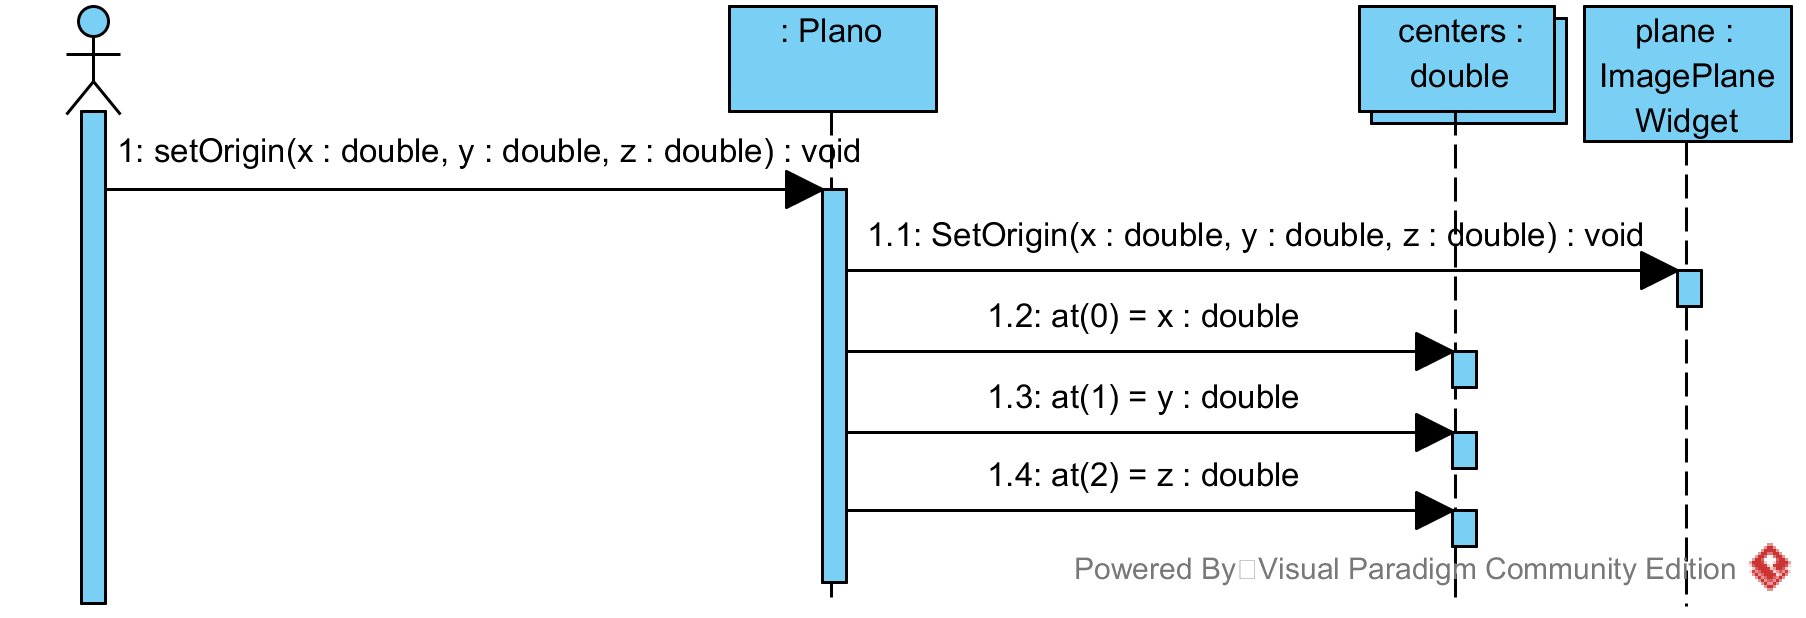 : Plano
centers :
double
plane :
ImagePlane
Widget
1: setOrigin(x : double, y : double, z : double) : void
1.1: SetOrigin(x : double, y : double, z : double) : void
1.2: at(0) = x : double
1.3: at(1) = y : double
1.4: at(2) = z : double
Powered By Visual Paradigm Community Edition